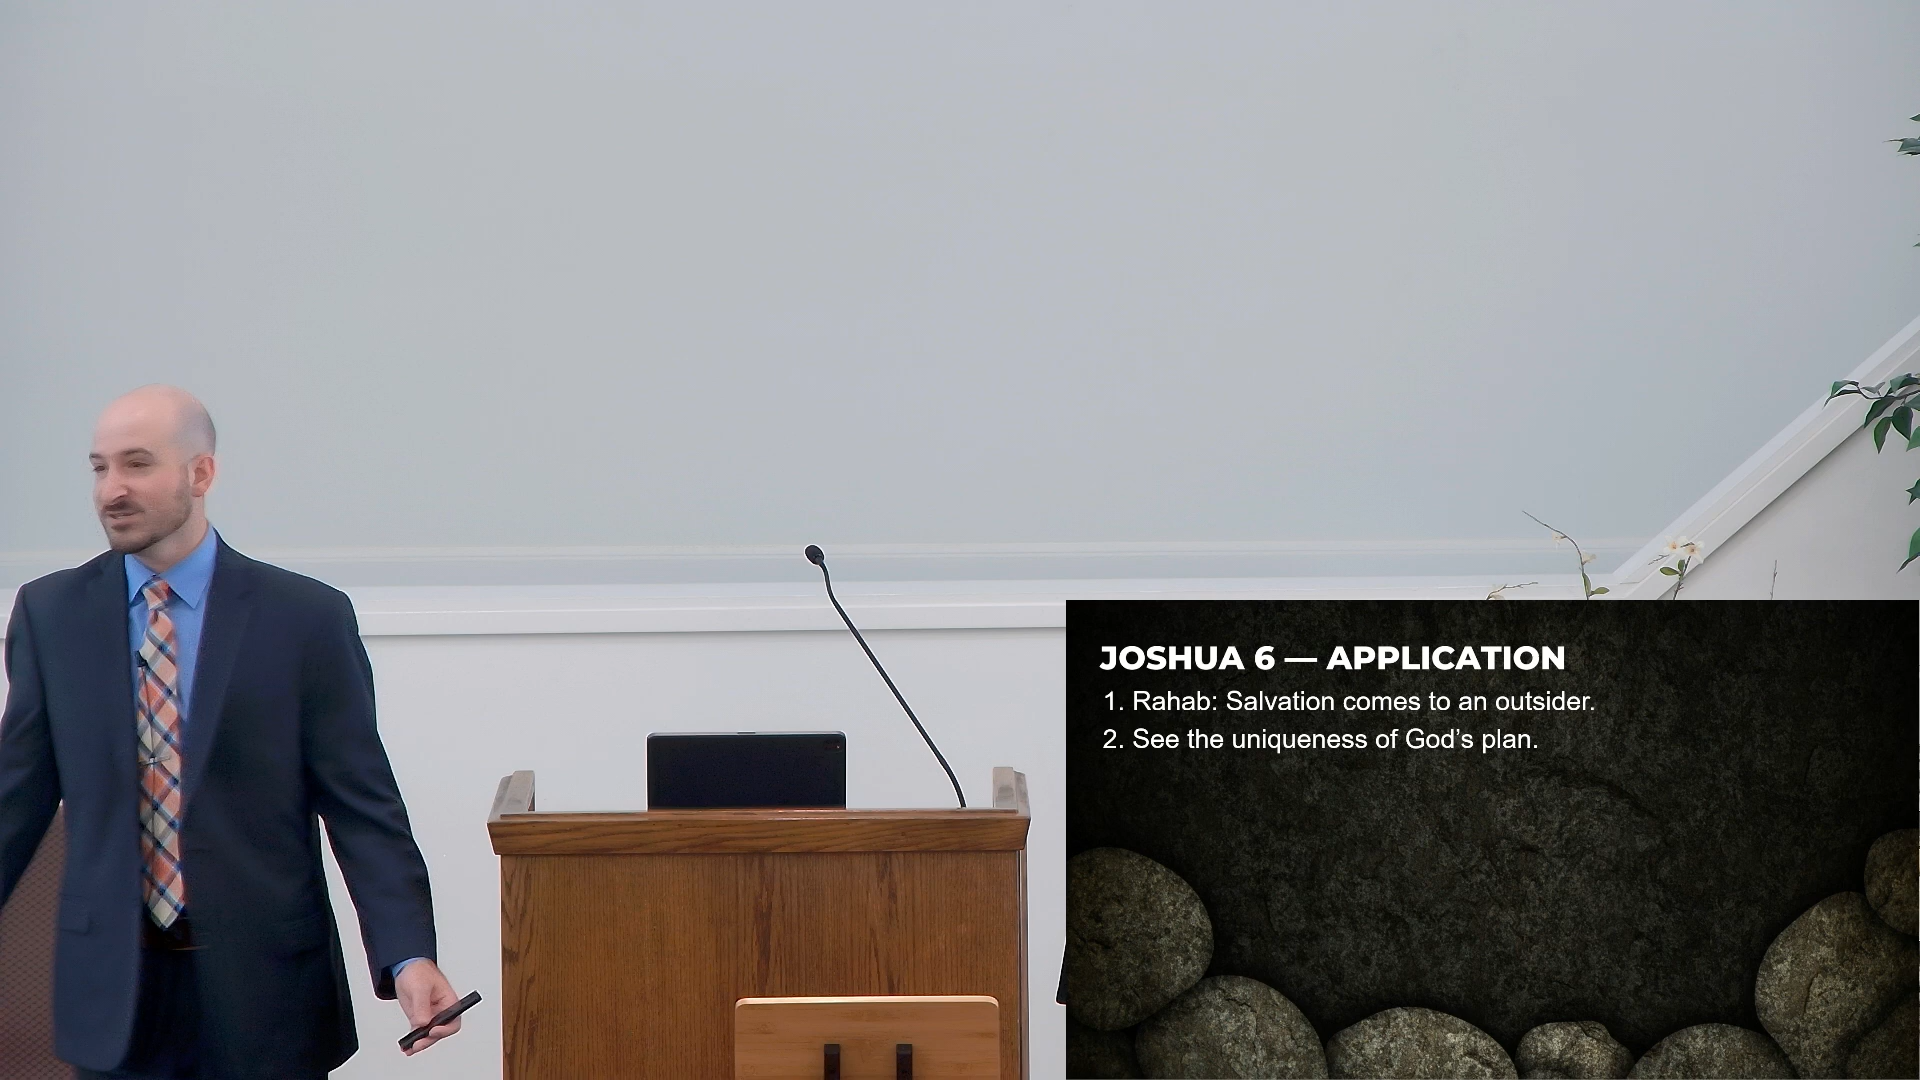 JOSHUA 6 — APPLICATION
1. Rahab: Salvation comes to an outsider.
2. See the uniqueness of God’s plan.